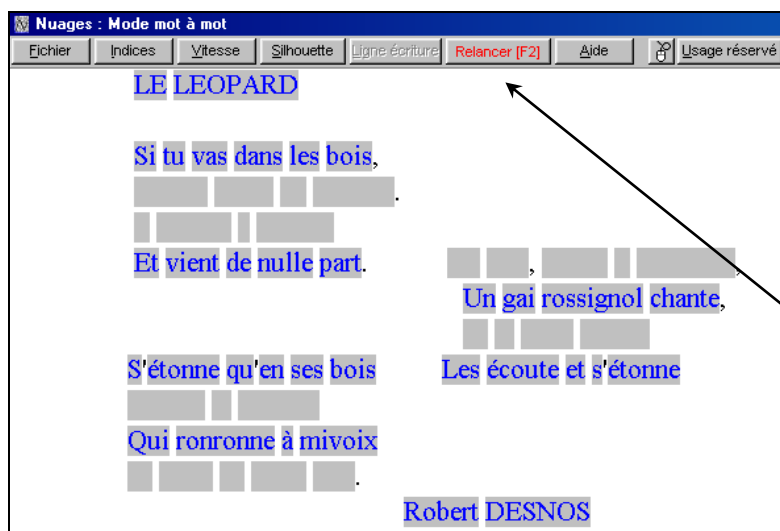 Nuages : Mode mot à mot
Fichier Indices Vitesse Silhouette Ligne écriture Relancer [F2] Aide Usage réservé
LE LEOPARD
Si tu vas dans les bois,
.
Et vient de nulle part.
, ,
Un gai rossignol chante,
Les écoute et s'étonne
S'étonne qu'en ses bois
Qui ronronne à mivoix
.
Robert DESNOS